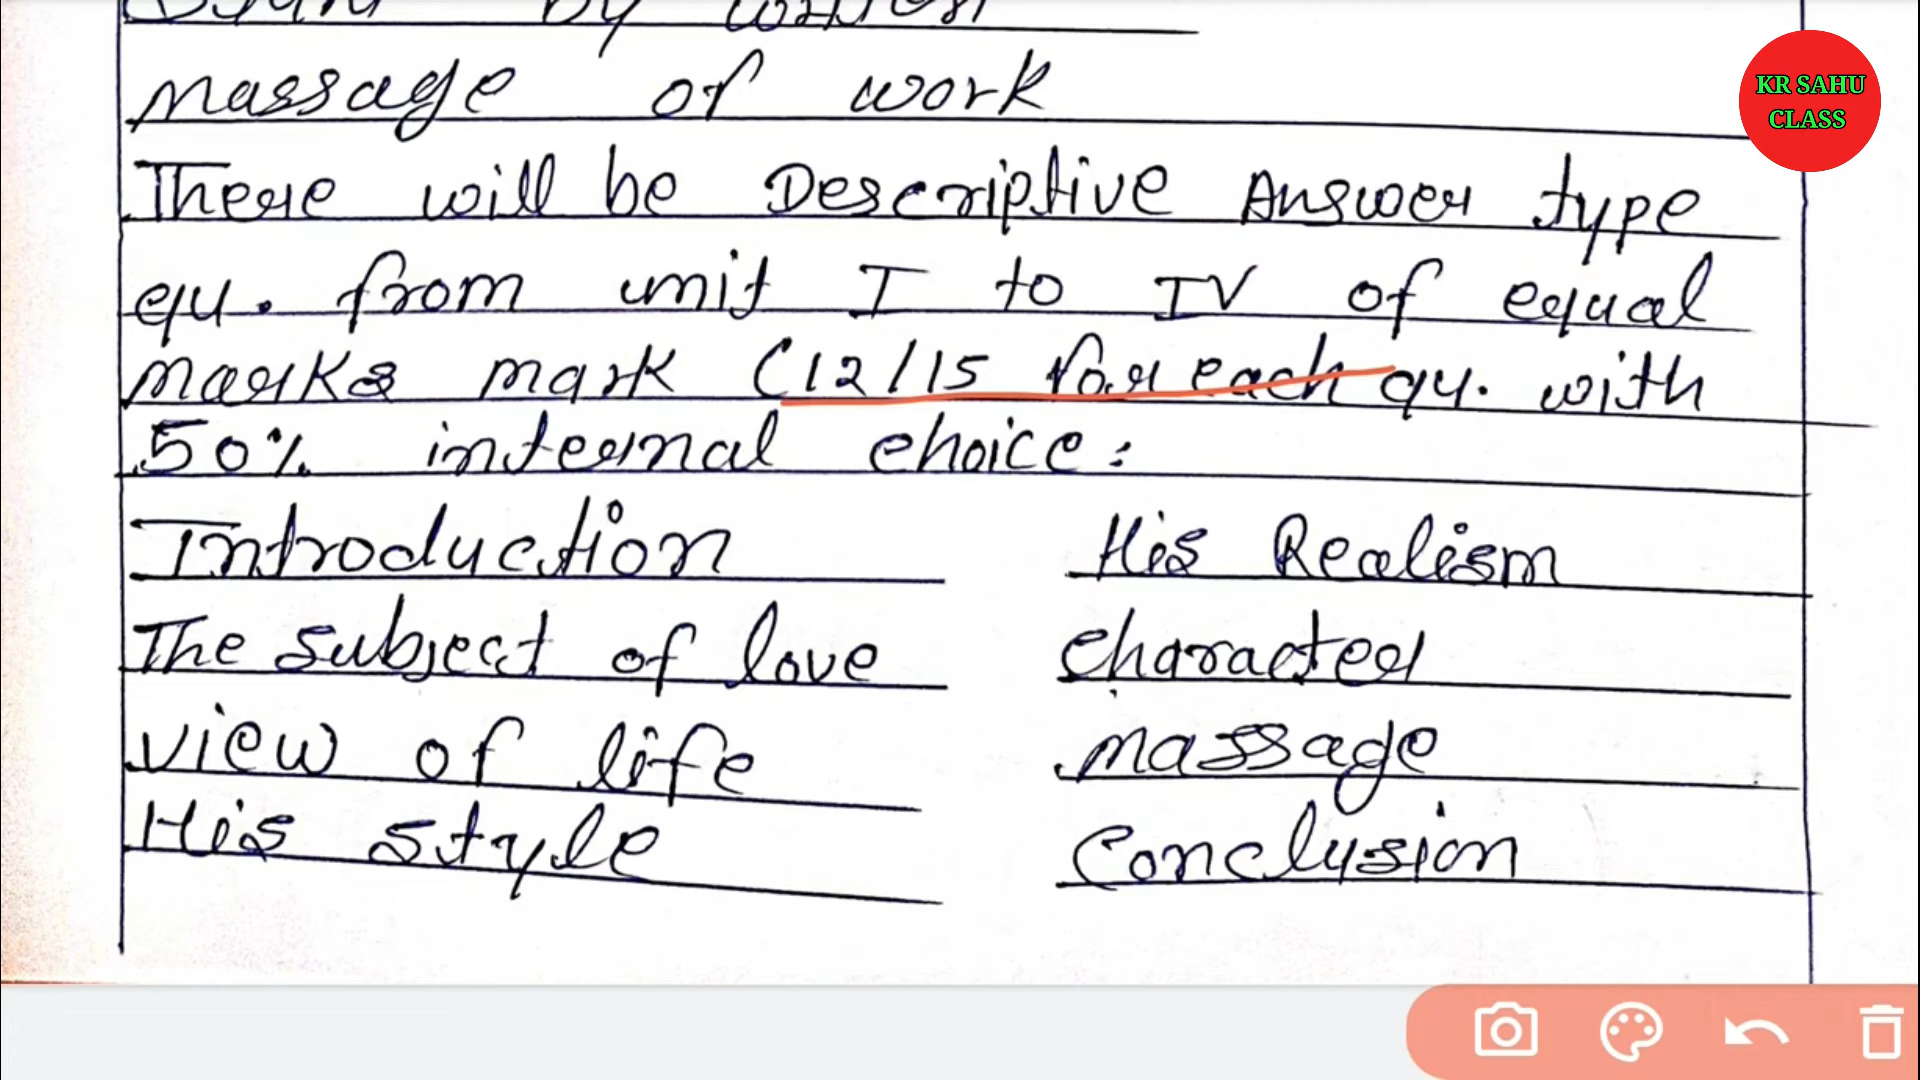 by
massage of work
KR SAHU
CLASS
There will be Descriptive Answer type
qu. from unit I to IV of equal
marks mark (12/15 for each qu. with
50% internal choice:
Introduction
The subject of love
view of life
His style
His Realism
character
massage
Conclusion